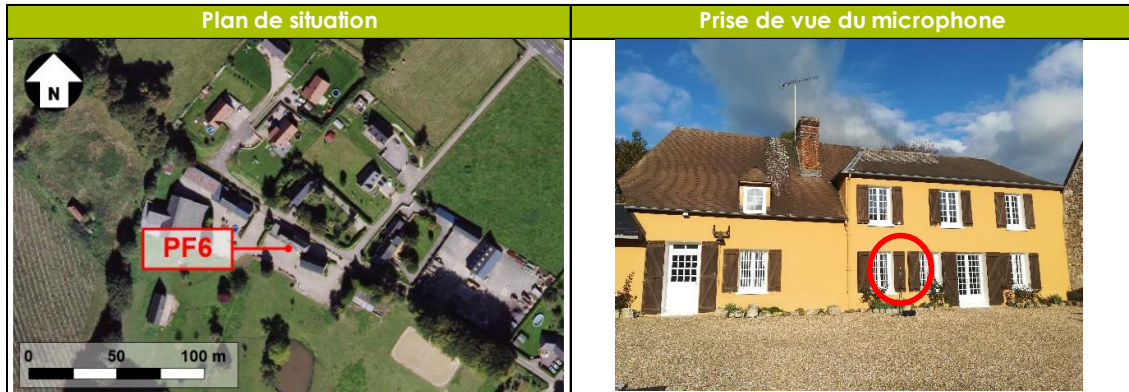 Plan de situation
Prise de vue du microphone
N
PF6
0 50 100 m